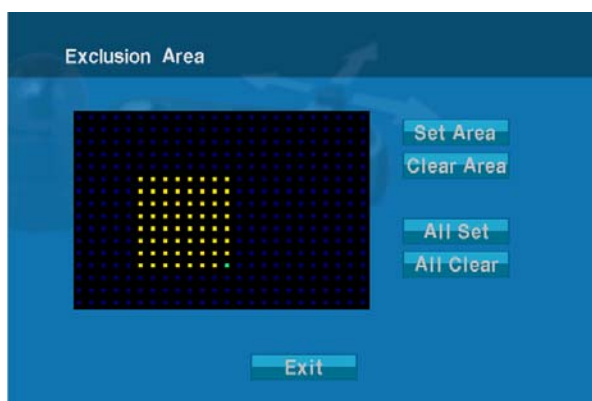 Exclusion Area
Set Area
Clear Area
All Set
All Clear
Exit